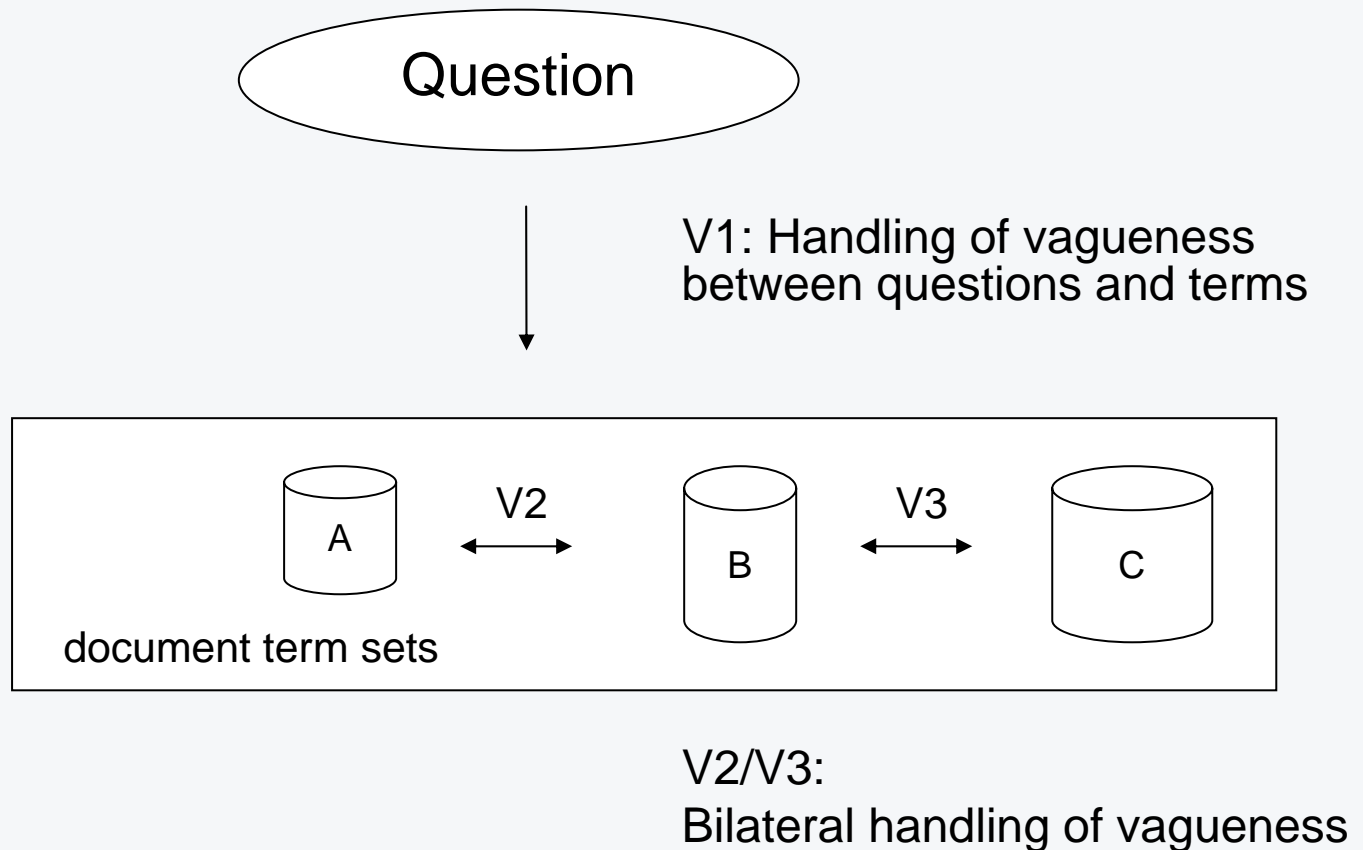 Question
V1: Handling of vagueness
between questions and terms
V2
V3
A
B
C
document term sets
V2/V3:
Bilateral handling of vagueness